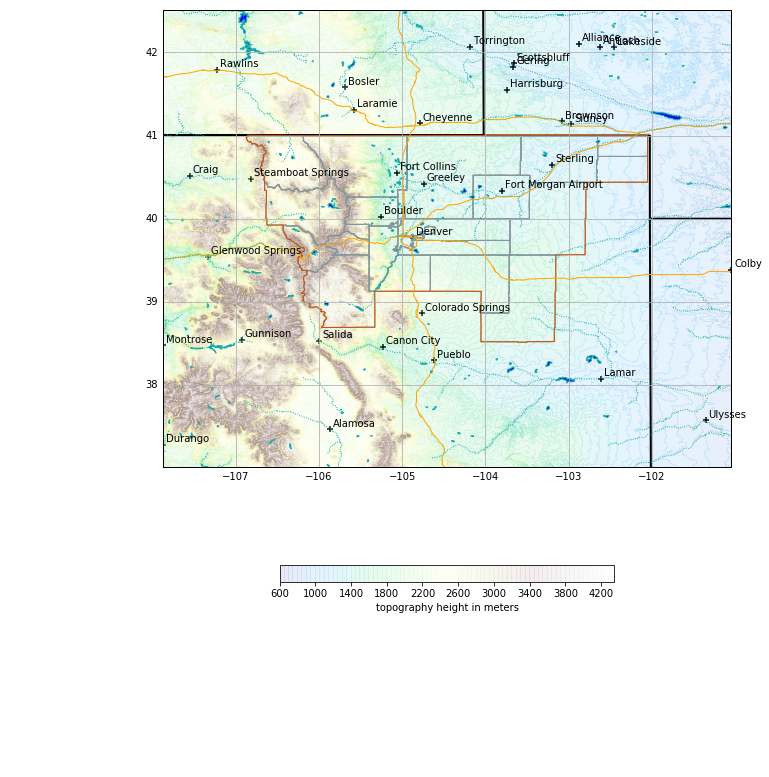 42
Torrington
Alliance
Antioch
Lakeside
Scottsbluff
Gering
Rawlins
Bosler
Harrisburg
Laramie
Cheyenne
Brownson
Sidney
41
Craig
Steamboat Springs
Fort Collins
Greeley
Sterling
Fort Morgan Airport
40
Boulder
Denver
Glenwood Springs
Colby
39
Colorado Springs
Montrose
Gunnison
Salida
Canon City
Pueblo
38
Lamar
Alamosa
Ulysses
Durango
−107 −106 −105 −104 −103 −102
600 1000 1400 1800 2200 2600 3000 3400 3800 4200
topography height in meters